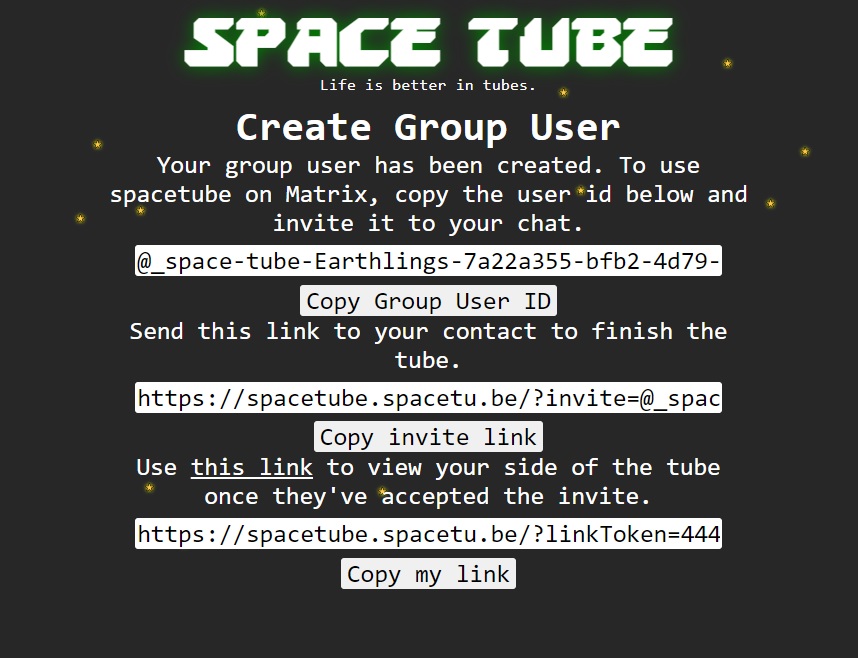 SPACE TUBE
Life is better in tubes.
Create Group User
Your group user has been created. To use
spacetube on Matrix, copy the user id below and
invite it to your chat.
@_space-tube-Earthlings-7a22a355-bfb2-4d79-
Copy Group User ID
Send this link to your contact to finish the
tube.
https://spacetube.spacetu.be/?invite=@_spac
Copy invite link
Use this link to view your side of the tube
once they've accepted the invite.
https://spacetube.spacetu.be/?linkToken=444
Copy my link